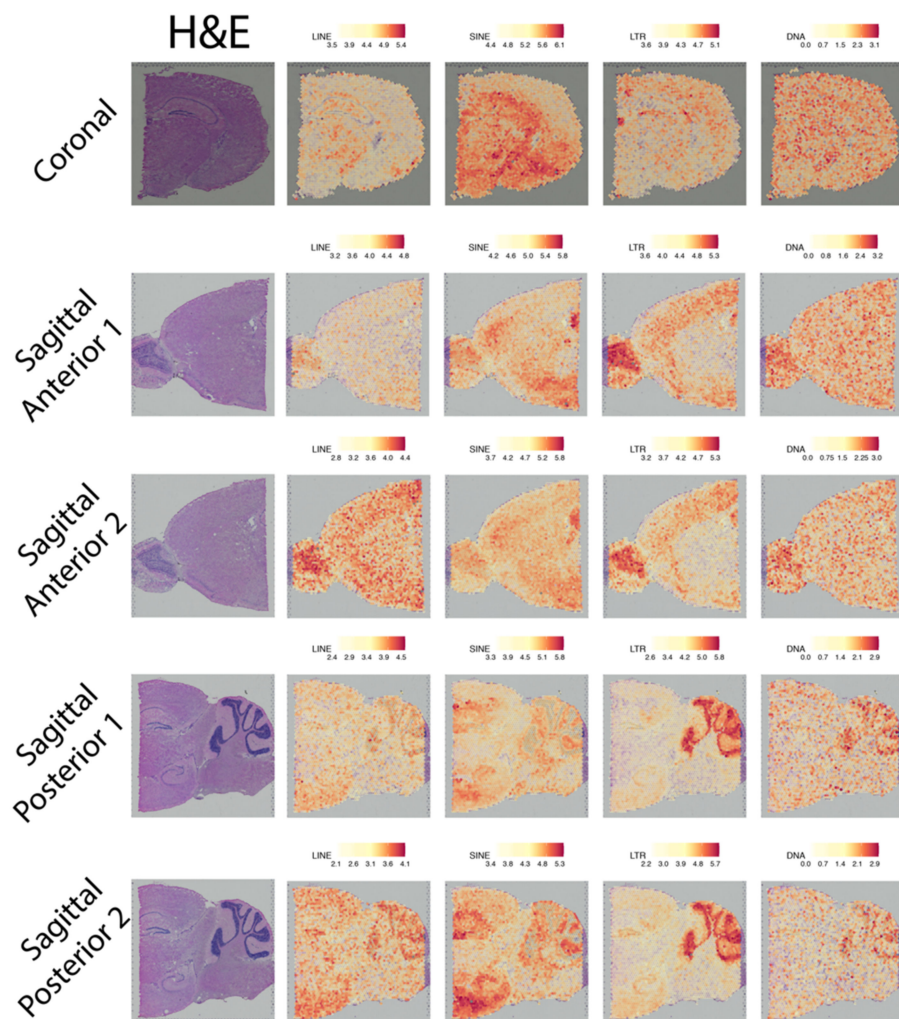 H&E
LINE
3.5 3.9 4.4 4.9 5.4
SINE
4.4 4.8 5.2 5.6 6.1
LTR
3.6 4.0 4.3 4.7 5.1
DNA
0.0 0.7 1.5 2.3 3.1
Coronal
LINE
3.2 3.6 4.0 4.4 4.8
SINE
4.2 4.6 5.0 5.4 5.8
LTR
3.6 4.0 4.4 4.8 5.3
DNA
0.0 0.8 1.6 2.4 3.2
Sagittal
Anterior 1
LINE
2.8 3.2 3.6 4.0 4.4
SINE
3.7 4.2 4.7 5.2 5.8
LTR
3.2 3.7 4.2 4.7 5.3
DNA
0.0 0.75 1.5 2.25 3.0
Sagittal
Anterior 2
LINE
2.4 2.9 3.4 3.9 4.5
SINE
3.3 3.9 4.5 5.1 5.8
LTR
2.6 3.4 4.2 5.0 5.8
DNA
0.0 0.7 1.4 2.1 2.9
Sagittal
Posterior 1
LINE
2.1 2.6 3.1 3.6 4.1
SINE
3.4 3.8 4.3 4.8 5.3
LTR
2.2 3.0 3.9 4.8 5.7
DNA
0.0 0.7 1.4 2.1 2.9
Sagittal
Posterior 2